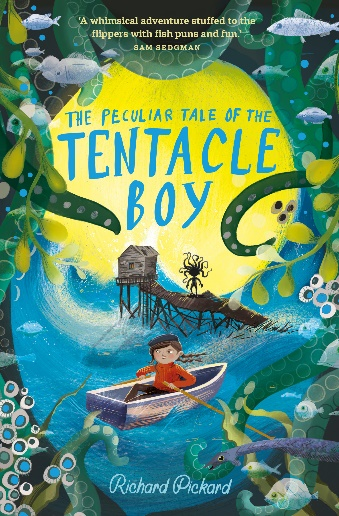 ‘A whimsical adventure stuffed to the
flippers with fish puns and fun.’
SAM SEDGMAN
THE PECULIAR TALE OF THE
TENTACLE
BOY
Richard Pickard